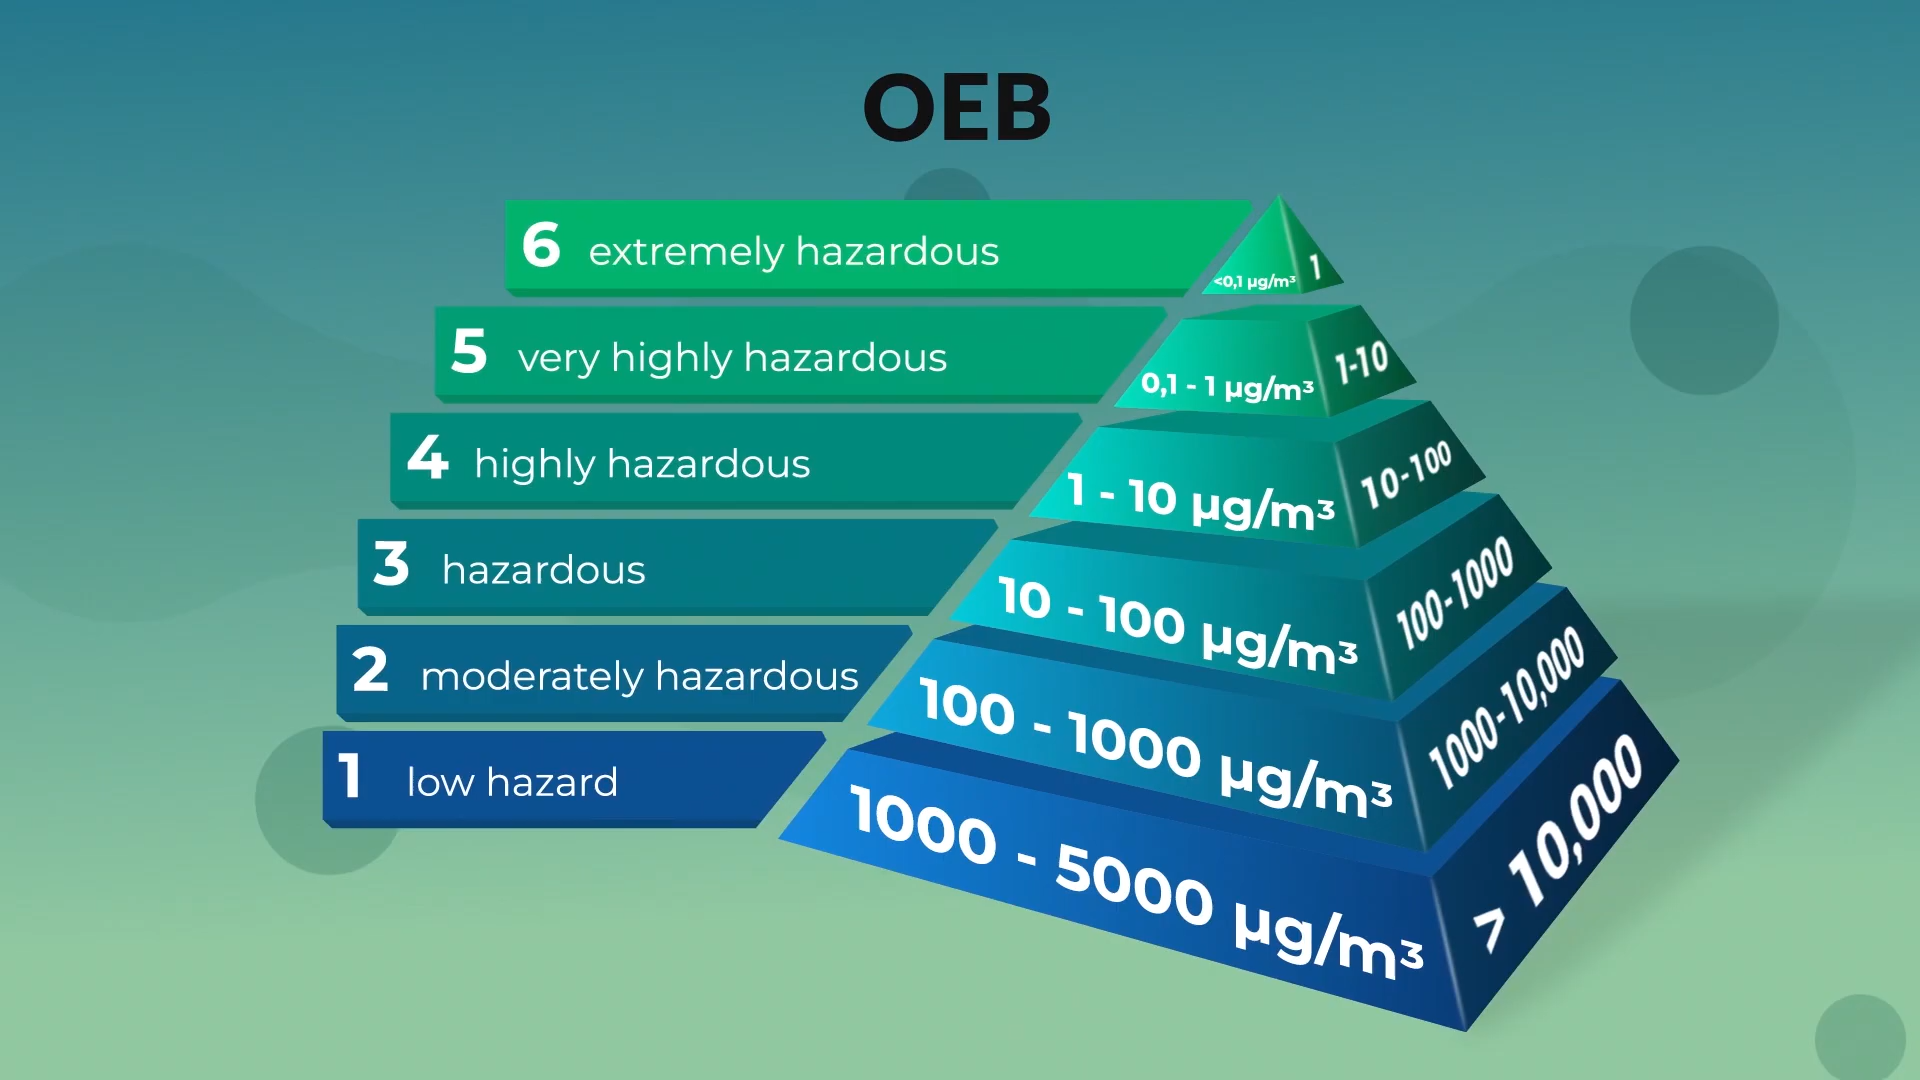 OEB
6 extremely hazardous
<0,1 µg/m³
1
5 very highly hazardous
0,1 - 1 µg/m³
1-10
4 highly hazardous
1 - 10 µg/m³
10-100
3 hazardous
10 - 100 µg/m³
100-1000
2 moderately hazardous
100 - 1000 µg/m³
1000-10,000
1 low hazard
1000 - 5000 µg/m³
> 10,000